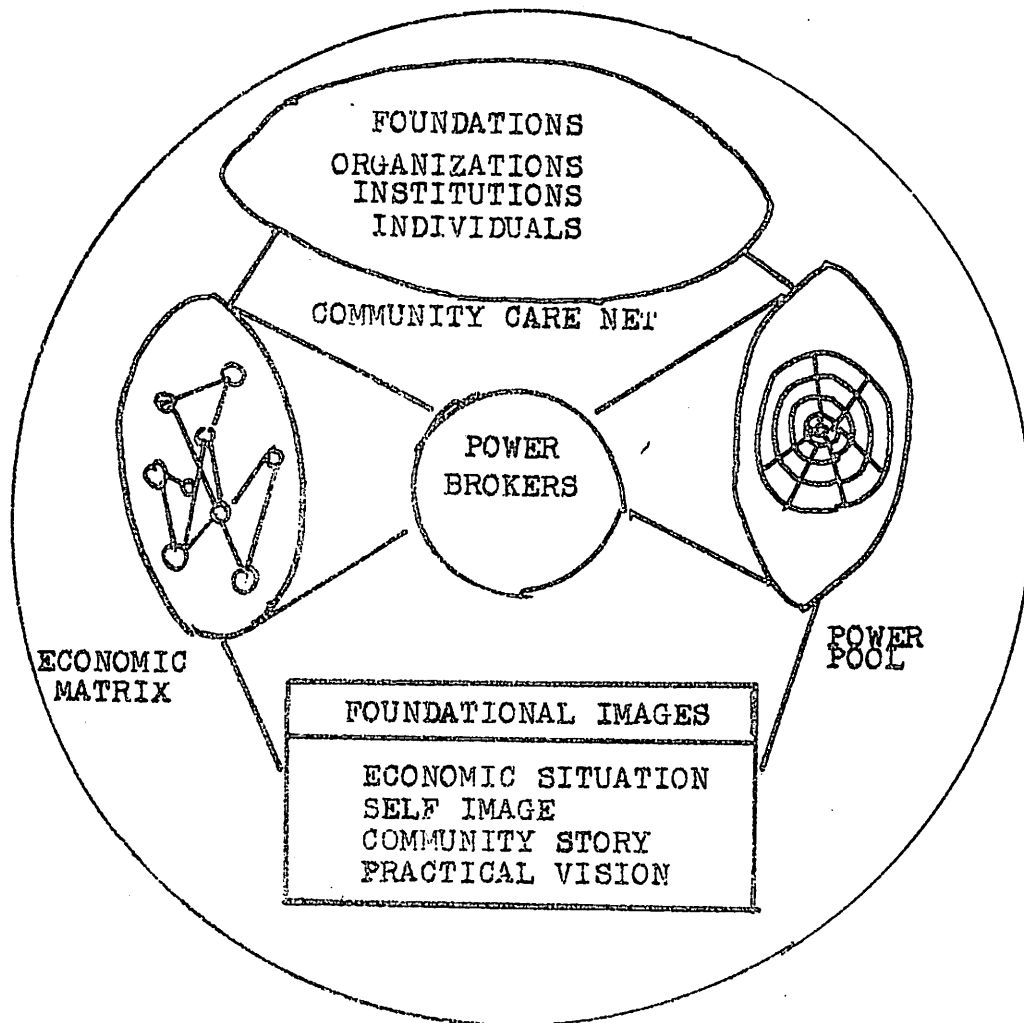 FOUNDATIONS
ORGANIZATIONS
INSTITUTIONS
INDIVIDUALS
COMMUNITY CARE NET
POWER
BROKERS
ECONOMIC
MATRIX
POWER
POOL
FOUNDATIONAL IMAGES
ECONOMIC SITUATION
SELF IMAGE
COMMUNITY STORY
PRACTICAL VISION